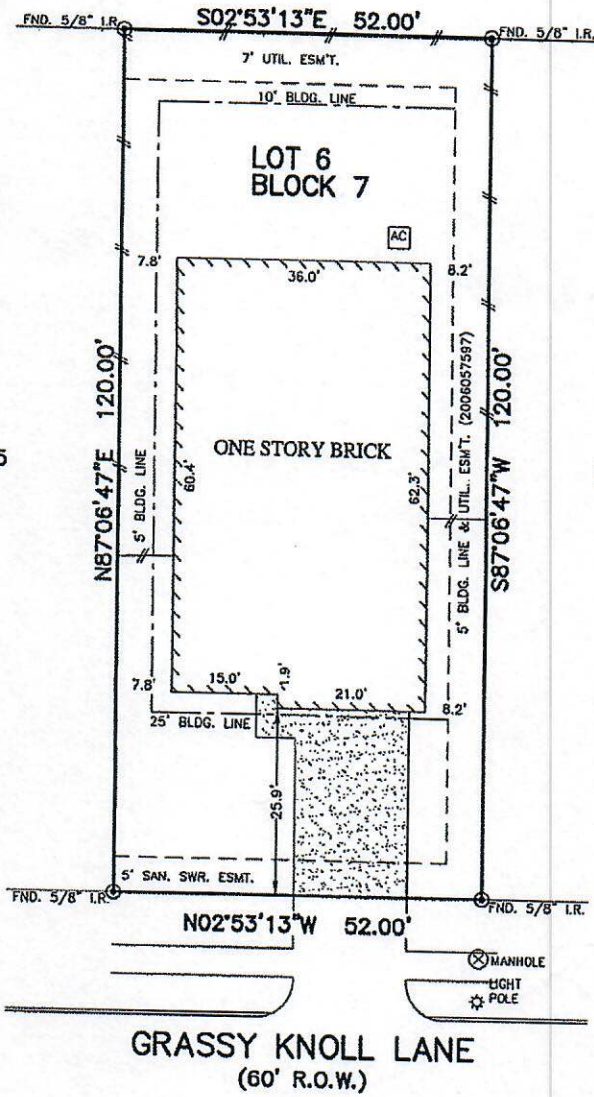 S02°53'13"E 52.00'
FND. 5/8" I.R.
FND. 5/8" I.R.
7' UTIL. ESM'T.
10' BLDG. LINE
LOT 6
BLOCK 7
AC
7.8'
36.0'
8.2'
N87°06'47"E 120.00'
5' BLDG. LINE
60.4'
ONE STORY BRICK
62.3'
5' BLDG. LINE & UTIL. ESM'T. (2006057597)
S87°06'47"W 120.00'
7.8'
15.0'
1.9'
21.0'
8.2'
25' BLDG. LINE
25.9'
5' SAN. SWR. ESMT.
FND. 5/8" I.R.
FND. 5/8" I.R.
N02°53'13"W 52.00'
MANHOLE
LIGHT
POLE
GRASSY KNOLL LANE
(60' R.O.W.)